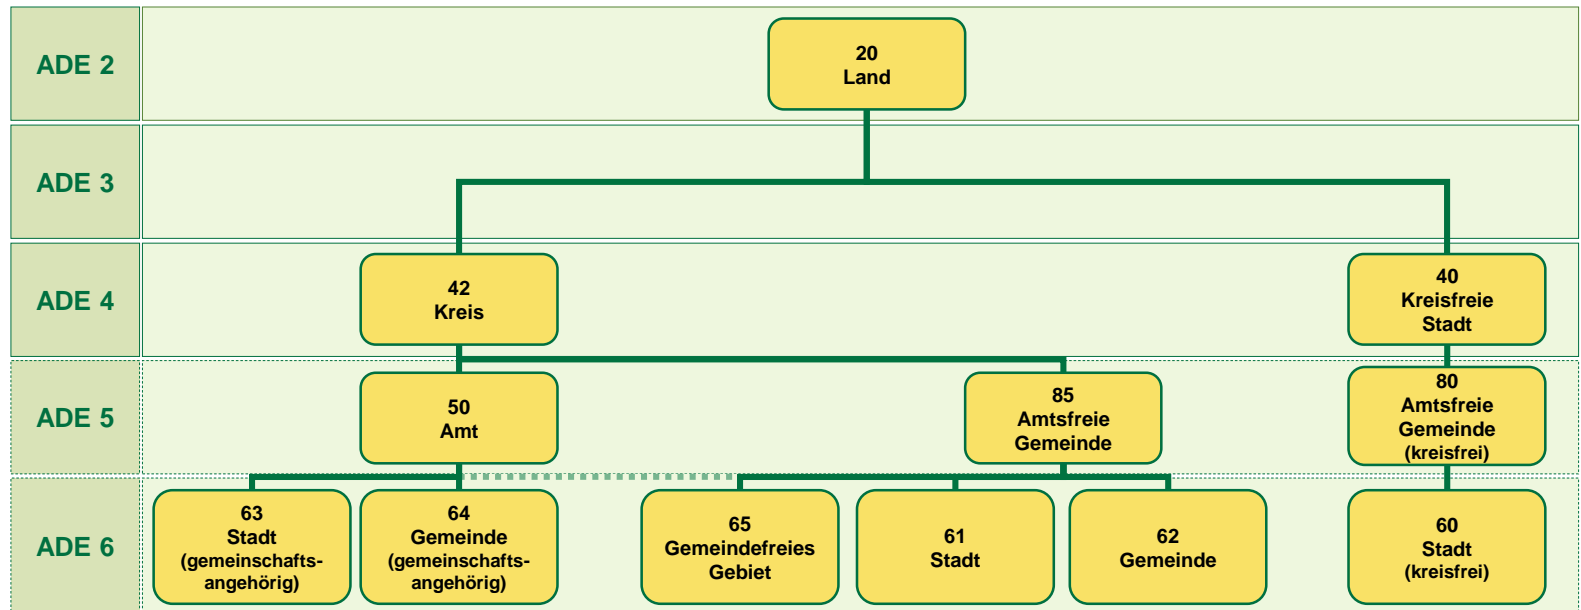 ADE 2
20
Land
ADE 3
ADE 4
42
Kreis
40
Kreisfreie
Stadt
ADE 5
50
Amt
85
Amtsfreie
Gemeinde
80
Amtsfreie
Gemeinde
(kreisfrei)
ADE 6
63
Stadt
(gemeinschafts-
angehörig)
64
Gemeinde
(gemeinschafts-
angehörig)
65
Gemeindefreies
Gebiet
61
Stadt
62
Gemeinde
60
Stadt
(kreisfrei)